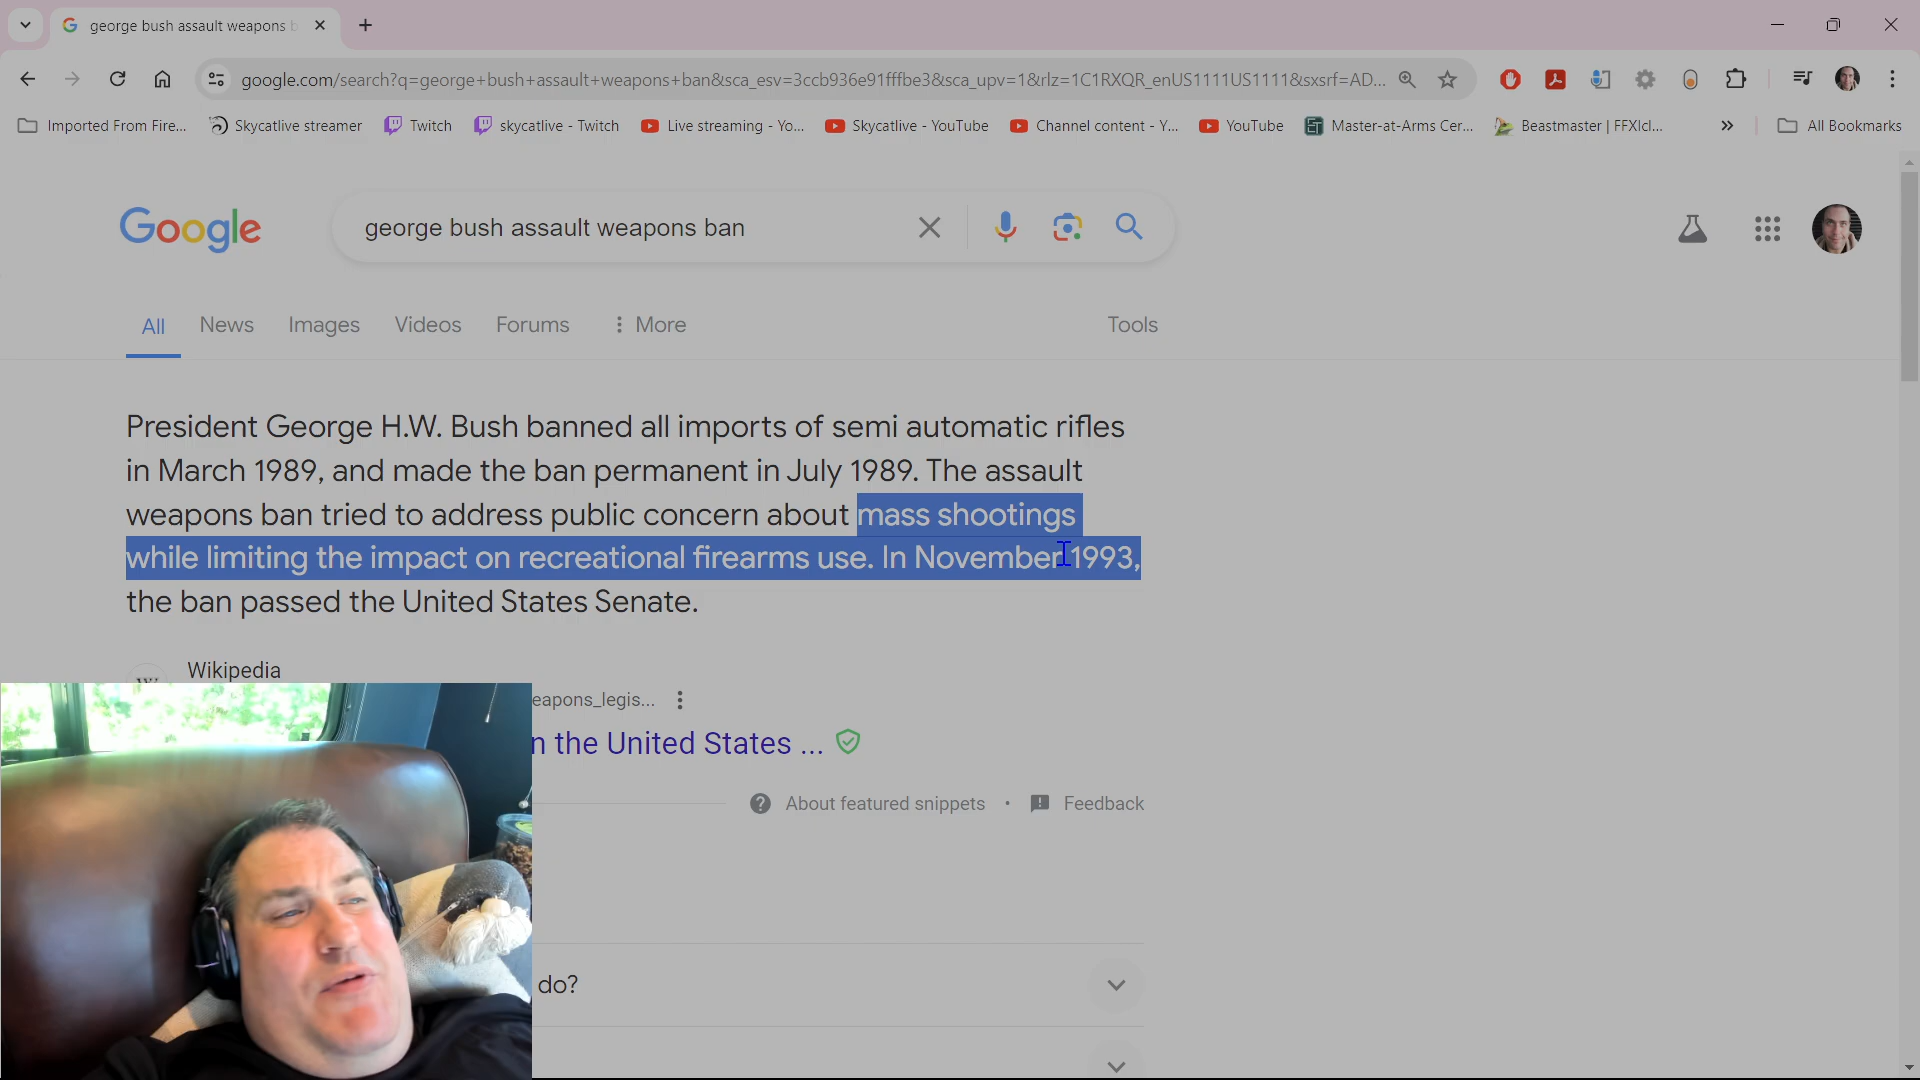 george bush assault weapons b
google.com/search?q=george+bush+assault+weapons+ban&sca_esv=3ccb936e91fffbe3&sca_upv=1&rlz=1C1RXQR_enUS1111US1111&sxsrf=AD...
Imported From Fire... Skycatlive streamer Twitch skycatlive - Twitch Live streaming - Yo... Skycatlive - YouTube Channel content - Y... YouTube Master-at-Arms Cer... Beastmaster | FFXIcl... » All Bookmarks
Google george bush assault weapons ban
All News Images Videos Forums More Tools
President George H.W. Bush banned all imports of semi automatic rifles
in March 1989, and made the ban permanent in July 1989. The assault
weapons ban tried to address public concern about mass shootings
while limiting the impact on recreational firearms use. In November 1993,
the ban passed the United States Senate.
Wikipedia
eapons_legis...
n the United States ...
About featured snippets • Feedback
do?